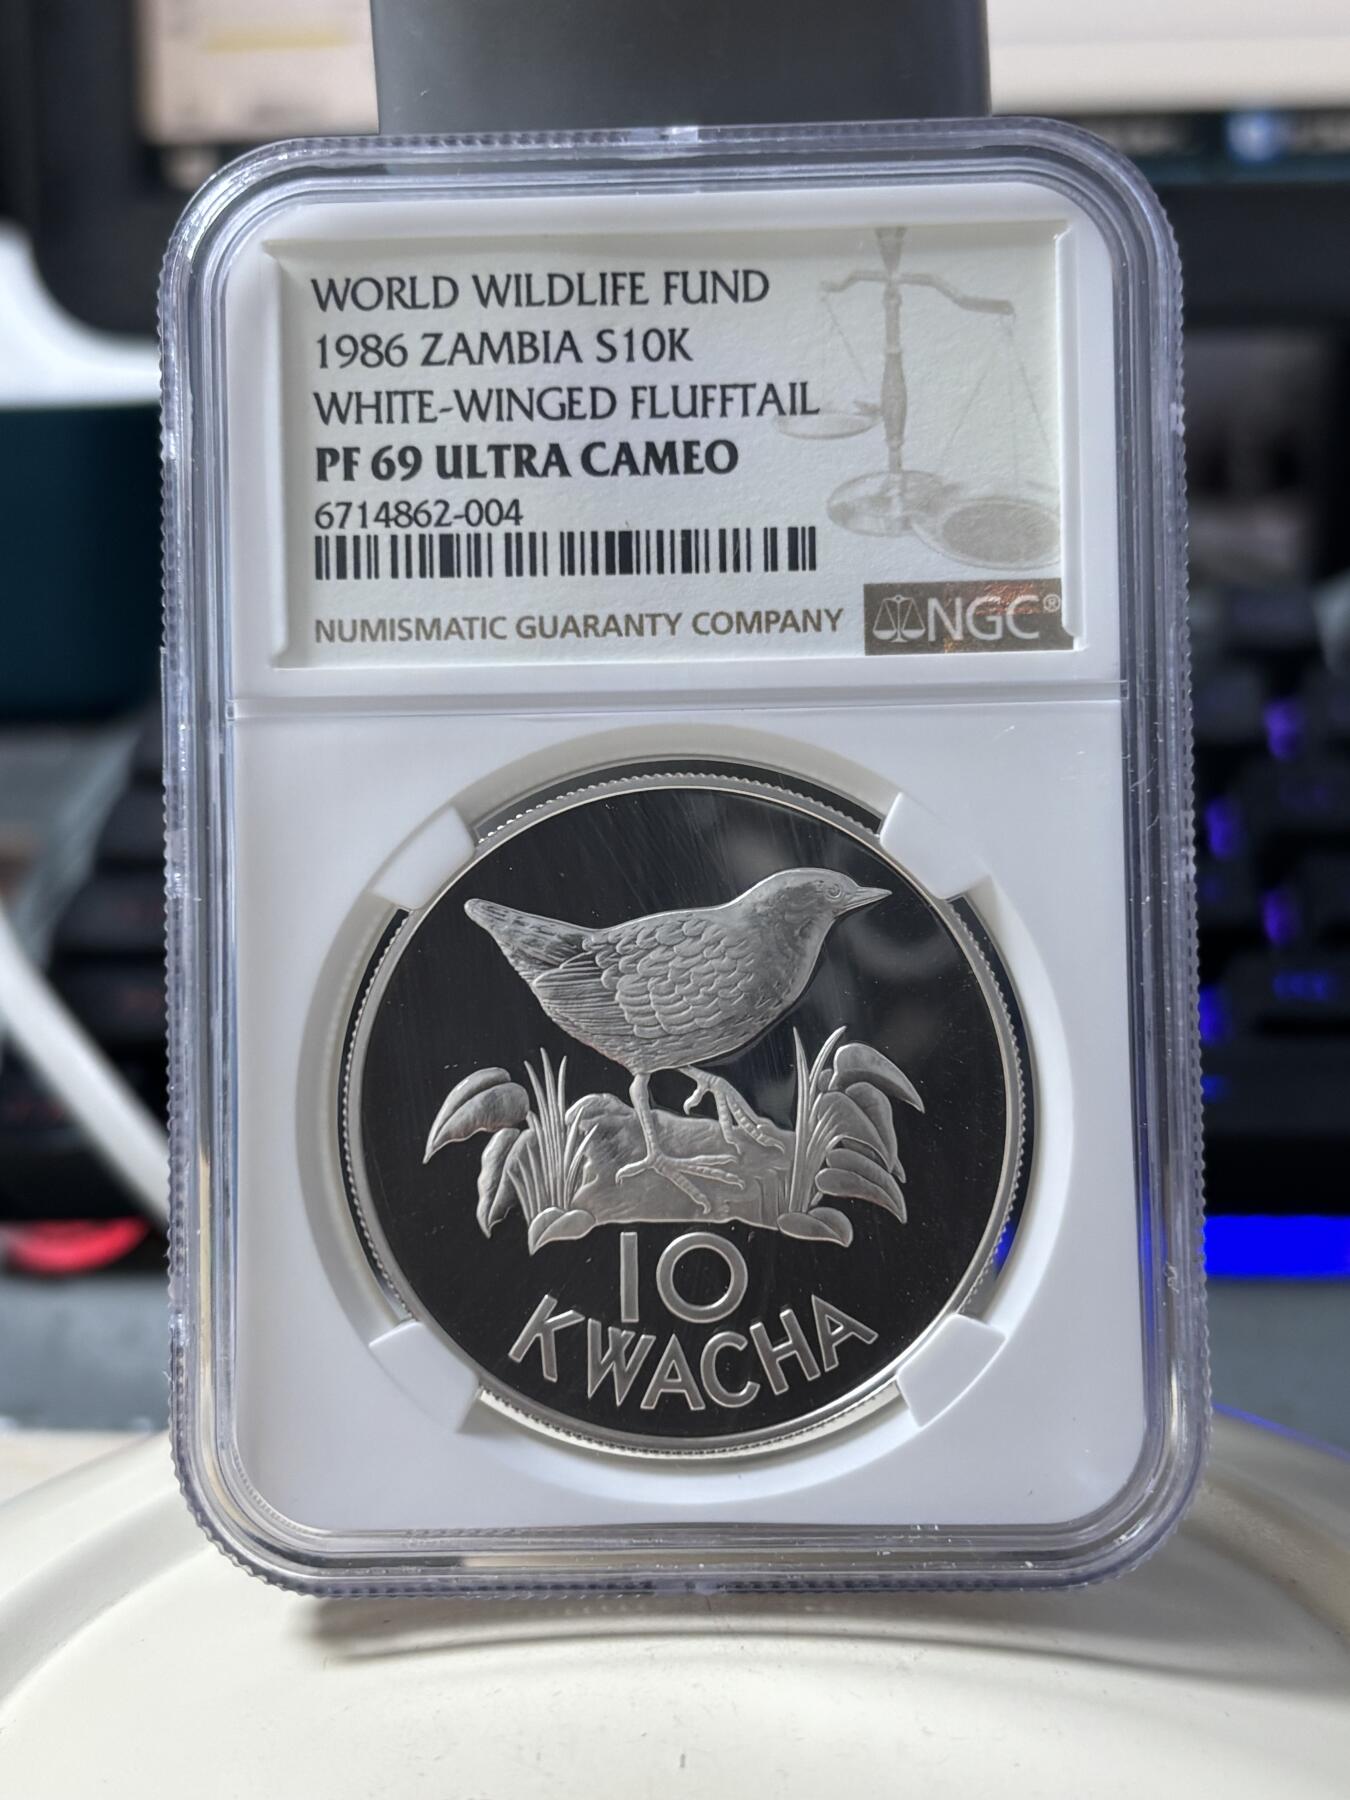 WORLD WILDLIFE FUND
1986 ZAMBIA S10K
WHITE-WINGED FLUFFTAIL
PF 69 ULTRA CAMEO
6714862-004
NUMISMATIC GUARANTY COMPANY
NGC®
10
KWACHA